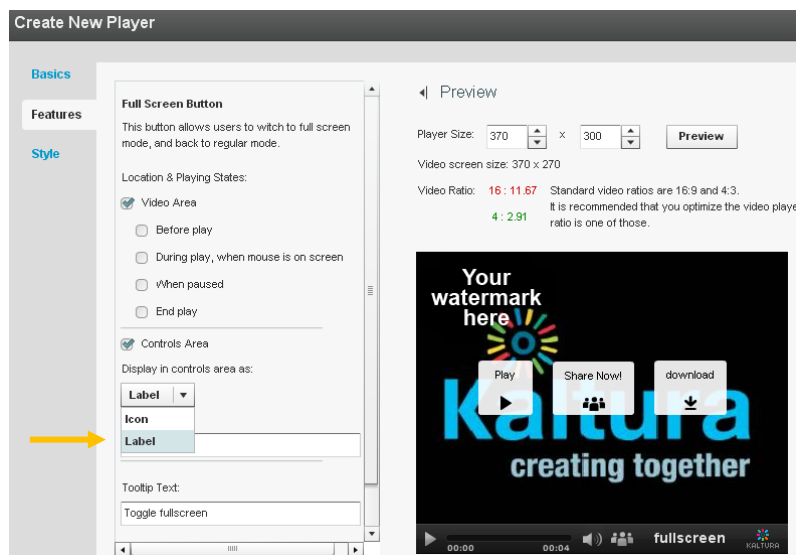 Create New Player
Basics
Features
Style
Full Screen Button
This button allows users to witch to full screen
mode, and back to regular mode.
Location & Playing States:
Video Area
Before play
During play, when mouse is on screen
When paused
End play
Controls Area
Display in controls area as:
Label
Icon
Label
Tooltip Text:
Toggle fullscreen
Preview
Player Size: 370 x 300 Preview
Video screen size: 370 x 270
Video Ratio: 16 : 11.67 Standard video ratios are 16:9 and 4:3.
4 : 2.91 It is recommended that you optimize the video playe
ratio is one of those.
Your
watermark
here
Play Share Now! download
Kaltura
creating together
00:00 00:04 fullscreen KALTURA